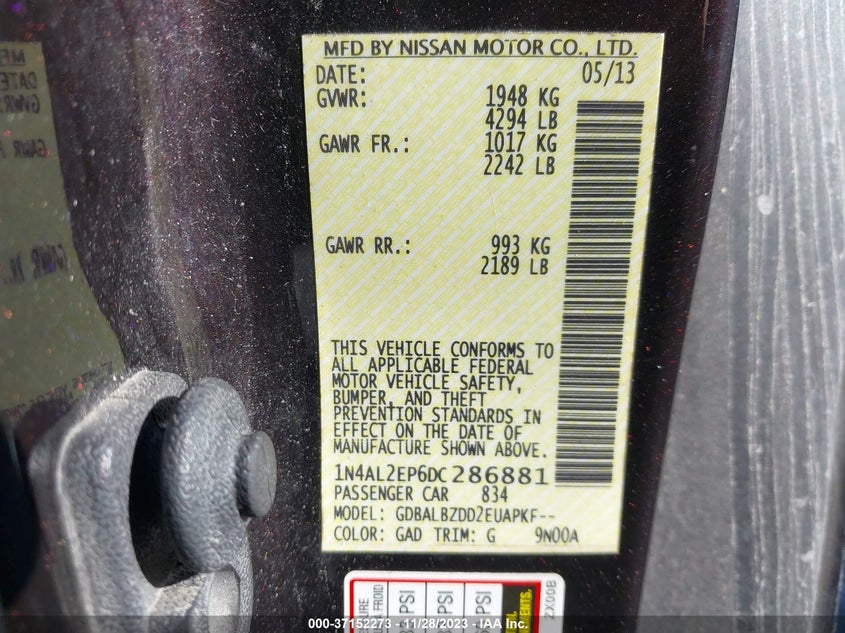 MFD BY NISSAN MOTOR CO., LTD.
DATE: 05/13
GVWR: 1948 KG
4294 LB
GAWR FR.: 1017 KG
2242 LB
GAWR RR.: 993 KG
2189 LB
THIS VEHICLE CONFORMS TO
ALL APPLICABLE FEDERAL
MOTOR VEHICLE SAFETY,
BUMPER, AND THEFT
PREVENTION STANDARDS IN
EFFECT ON THE DATE OF
MANUFACTURE SHOWN ABOVE.
1N4AL2EP6DC286881
PASSENGER CAR 834
MODEL: GDBALBZDD2EUAPKF--
COLOR: GAD TRIM: G 9N00A
PSI
PSI
PSI
ZX00B
000-37152273 - 11/28/2023 - IAA Inc.